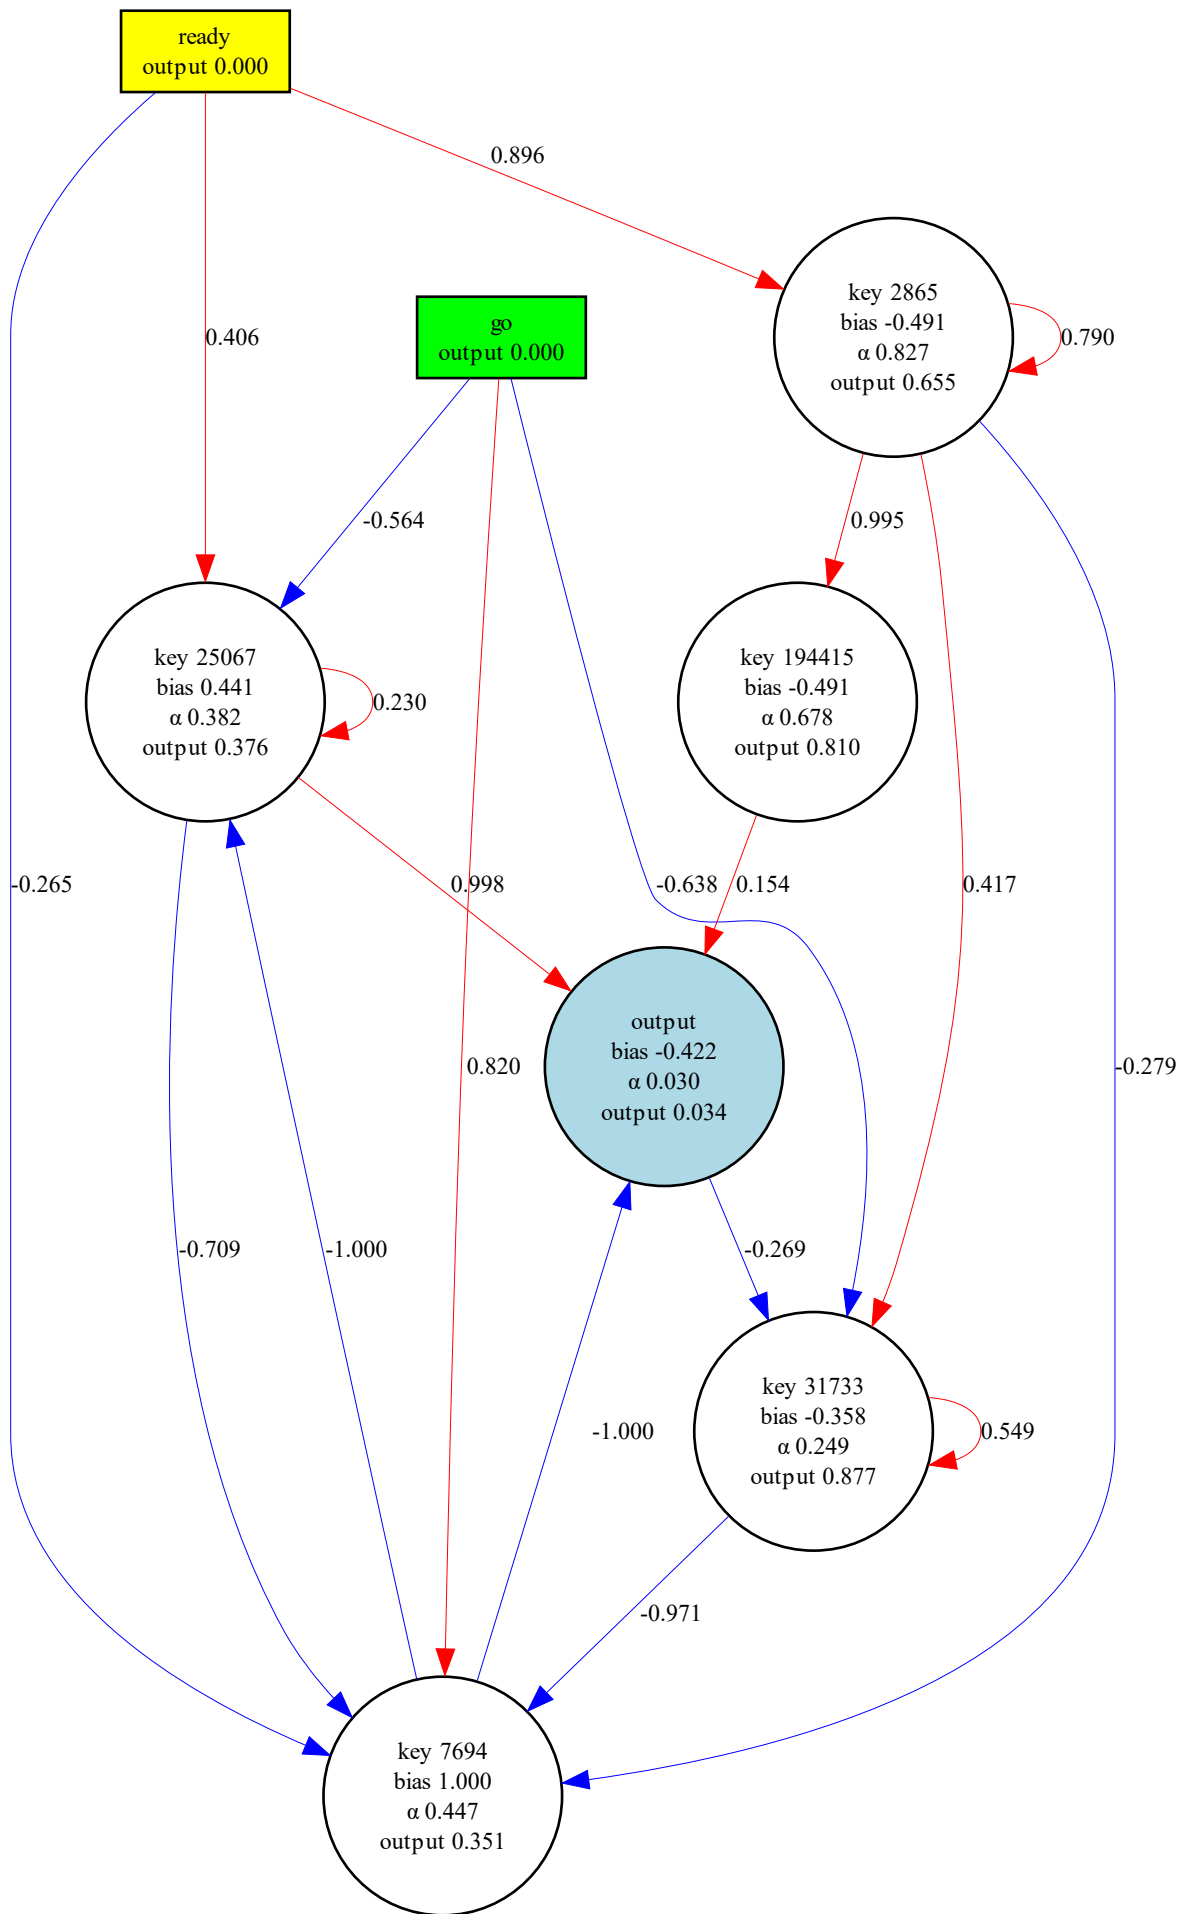 ready
output 0.000
0.896
key 2865
bias -0.491
α 0.827
output 0.655
0.790
0.406
go
output 0.000
-0.564
0.995
key 25067
bias 0.441
α 0.382
output 0.376
0.230
key 194415
bias -0.491
α 0.678
output 0.810
-0.265
0.998
-0.638
0.154
0.417
output
bias -0.422
α 0.030
output 0.034
0.820
-0.279
-0.709
-1.000
-0.269
key 31733
bias -0.358
α 0.249
output 0.877
-1.000
0.549
-0.971
key 7694
bias 1.000
α 0.447
output 0.351